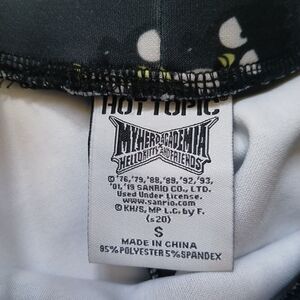 HOT TOPIC
MY HERO ACADEMIA
HELLO KITTY AND FRIENDS
© '76, '79, '88, '89, '92, '93,
'01, '19 SANRIO CO., LTD.
Used Under License.
www.sanrio.com
© KH/S, MP L.C. by F.
(s20)
S
MADE IN CHINA
95% POLYESTER 5% SPANDEX